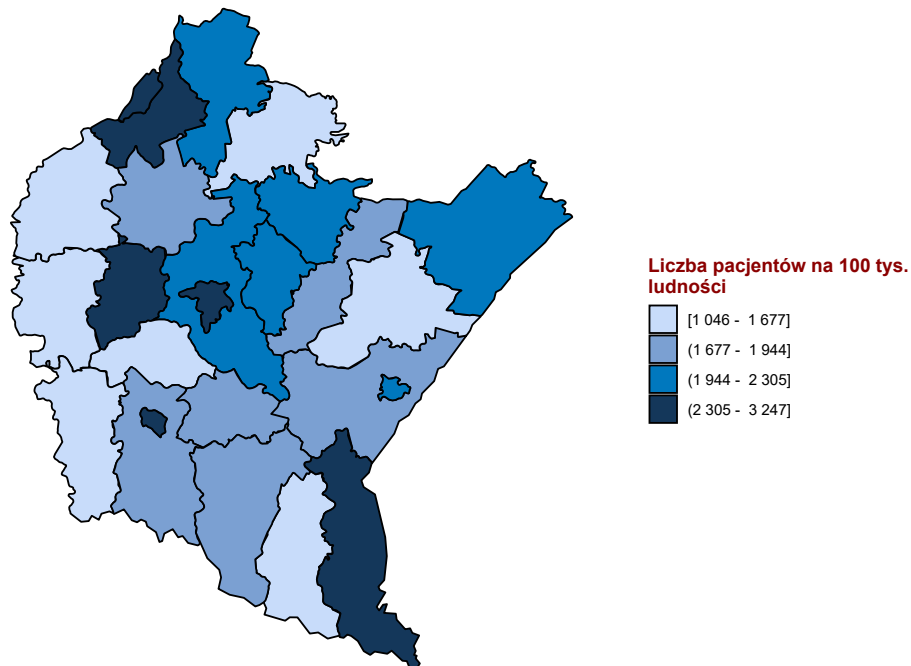 Liczba pacjentów na 100 tys.
ludności
[1 046 - 1 677]
(1 677 - 1 944]
(1 944 - 2 305]
(2 305 - 3 247]